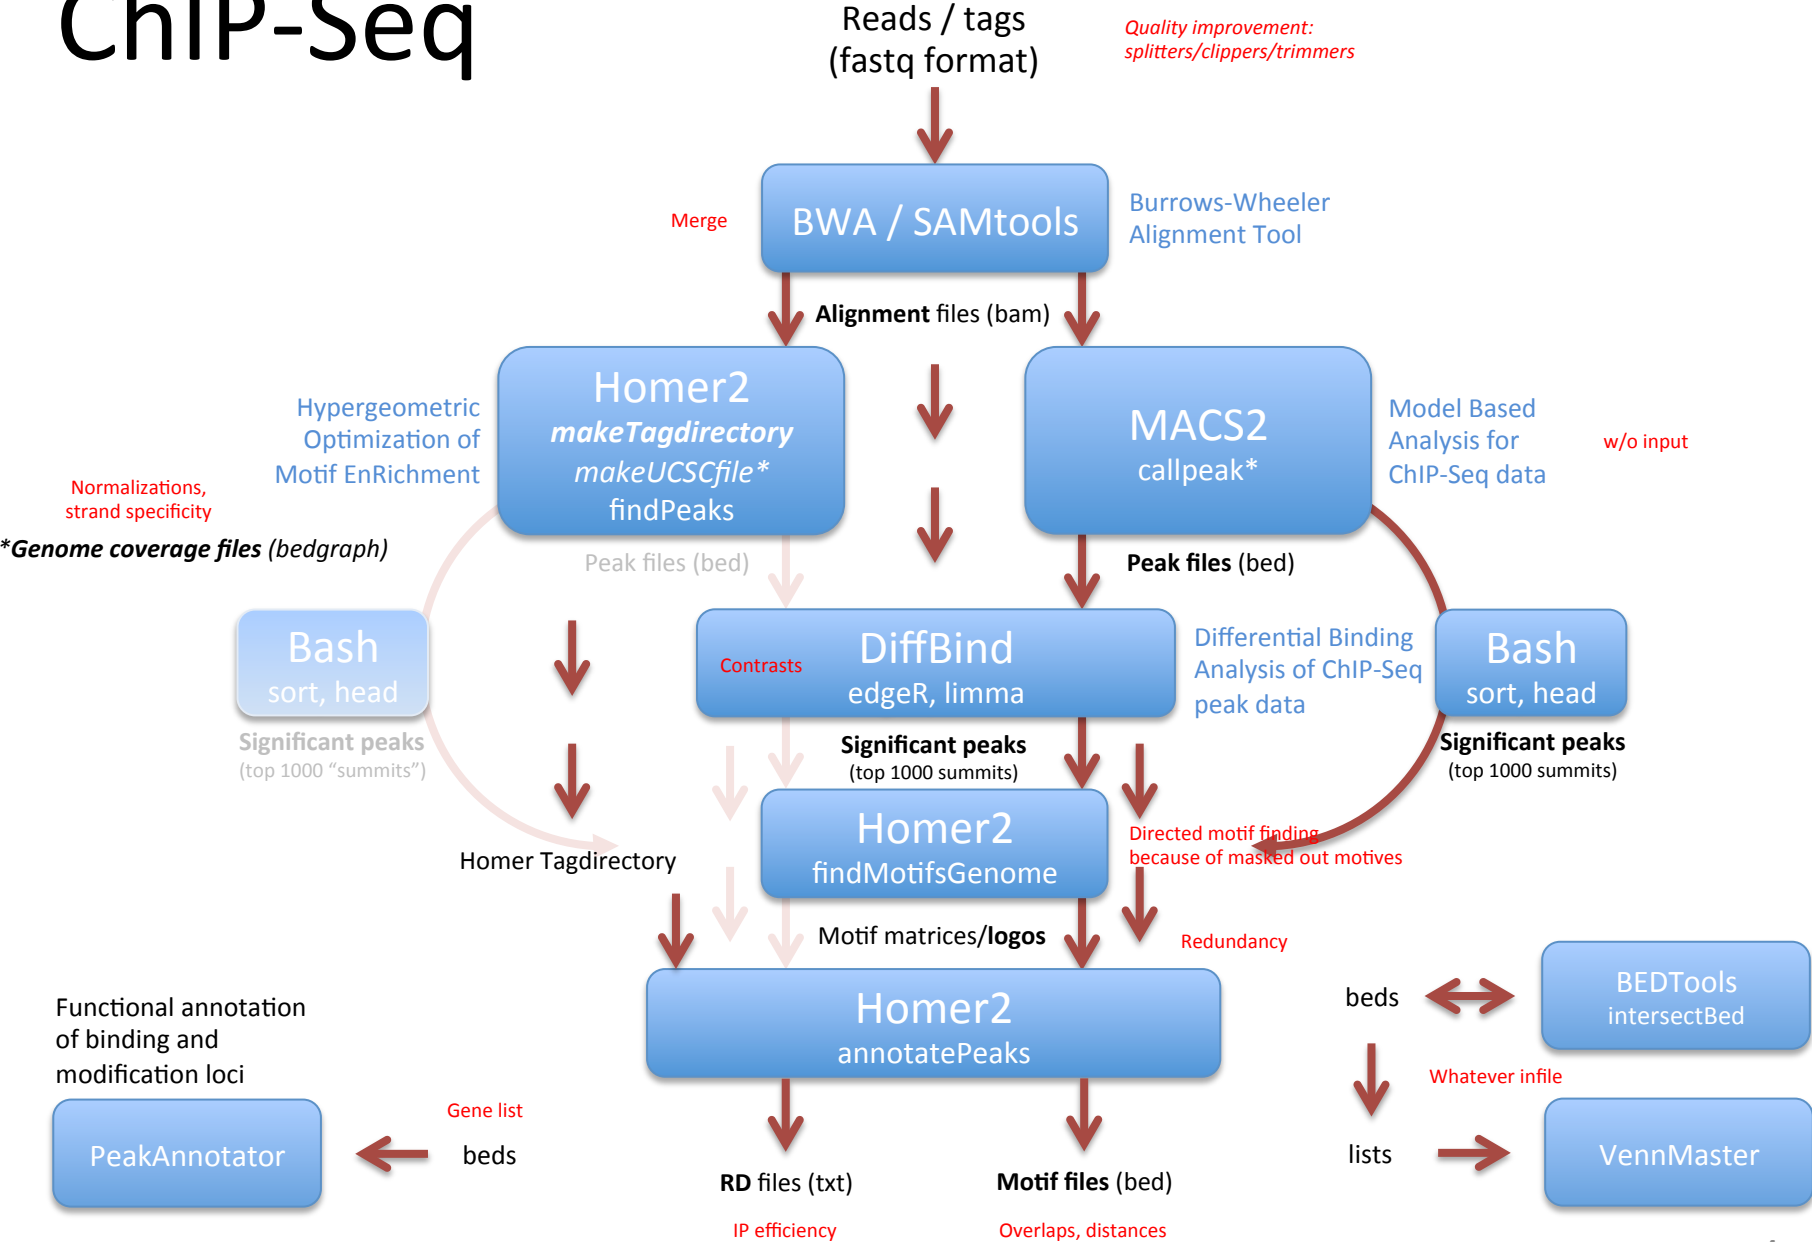 ChIP-Seq
Reads / tags
(fastq format)
Quality improvement:
splitters/clippers/trimmers
Merge
BWA / SAMtools
Burrows-Wheeler
Alignment Tool
Alignment files (bam)
Hypergeometric
Optimization of
Motif EnRichment
Homer2
makeTagdirectory
makeUCSCfile*
findPeaks
MACS2
callpeak*
Model Based
Analysis for
ChIP-Seq data
w/o input
Normalizations,
strand specificity
*Genome coverage files (bedgraph)
Peak files (bed)
Peak files (bed)
Bash
sort, head
Contrasts
DiffBind
edgeR, limma
Differential Binding
Analysis of ChIP-Seq
peak data
Bash
sort, head
Significant peaks
(top 1000 “summits”)
Significant peaks
(top 1000 summits)
Significant peaks
(top 1000 summits)
Homer Tagdirectory
Homer2
findMotifsGenome
Directed motif finding
because of masked out motives
Motif matrices/logos
Redundancy
Functional annotation
of binding and
modification loci
Homer2
annotatePeaks
beds
BEDTools
intersectBed
Whatever infile
PeakAnnotator
Gene list
beds
lists
VennMaster
RD files (txt)
Motif files (bed)
IP efficiency
Overlaps, distances